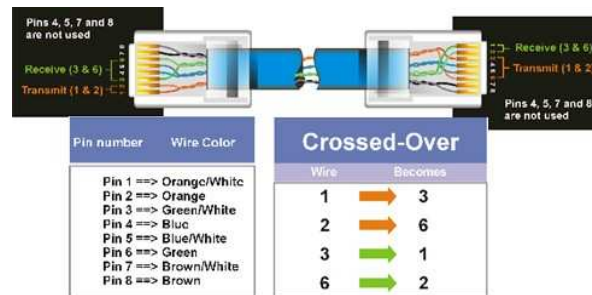 Pins 4, 5, 7 and 8
are not used
Receive (3 & 6)
Transmit (1 & 2)
Receive (3 & 6)
Transmit (1 & 2)
Pins 4, 5, 7 and 8
are not used
Pin number Wire Color
Pin 1 ==> Orange/White
Pin 2 ==> Orange
Pin 3 ==> Green/White
Pin 4 ==> Blue
Pin 5 ==> Blue/White
Pin 6 ==> Green
Pin 7 ==> Brown/White
Pin 8 ==> Brown
Crossed-Over
Wire Becomes
1 3
2 6
3 1
6 2